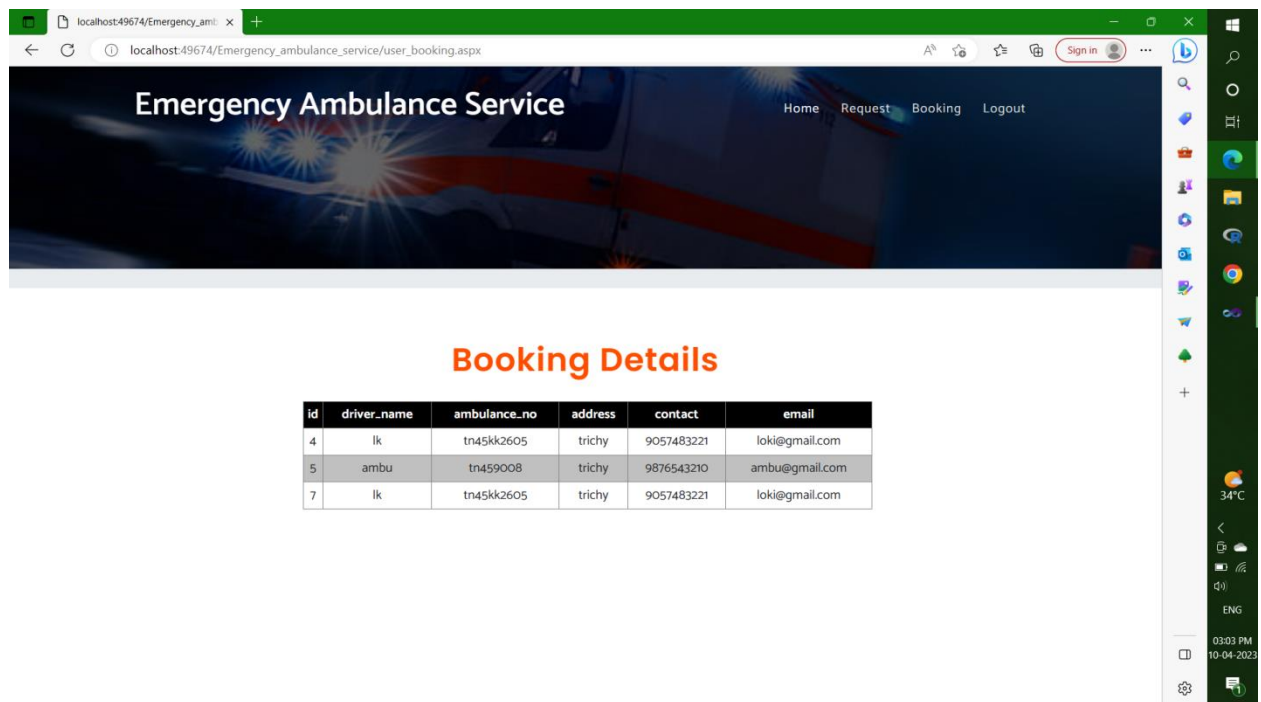 localhost:49674/Emergency_amb
localhost:49674/Emergency_ambulance_service/user_booking.aspx
Sign in
Emergency Ambulance Service
Home Request Booking Logout
Booking Details
id driver_name ambulance_no address contact email
4 lk tn45kk2605 trichy 9057483221 loki@gmail.com
5 ambu tn459008 trichy 9876543210 ambu@gmail.com
7 lk tn45kk2605 trichy 9057483221 loki@gmail.com
34°C
ENG
03:03 PM
10-04-2023
1